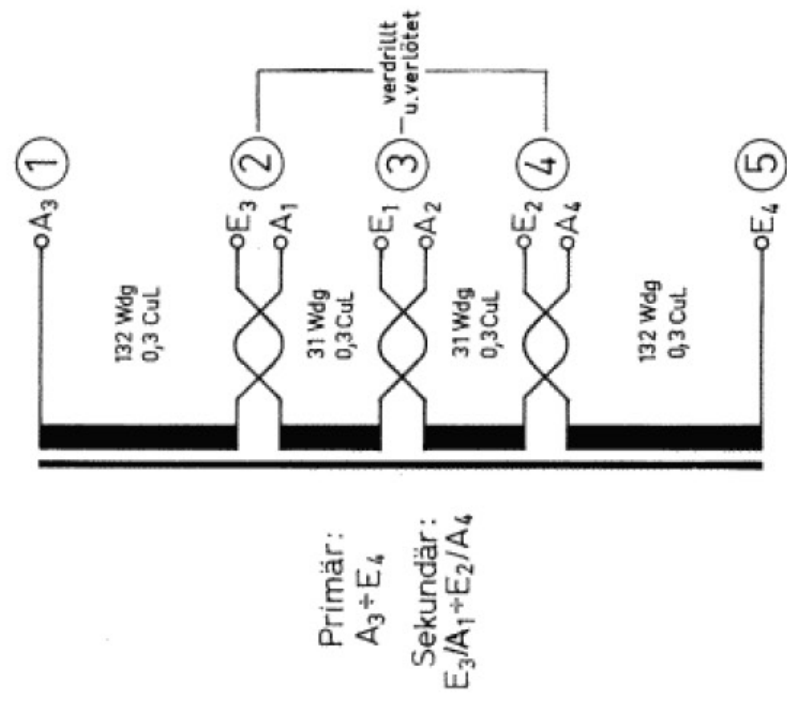 1
A₃
132 Wdg
0,3 CuL
E₃
2
A₁
31 Wdg
0,3 CuL
E₁
3
A₂
verdrillt
u.verlötet
31 Wdg
0,3 CuL
E₂
4
A₄
132 Wdg
0,3 CuL
E₄
5
Primär:
A₃÷E₄
Sekundär:
E₃/A₁÷E₂/A₄